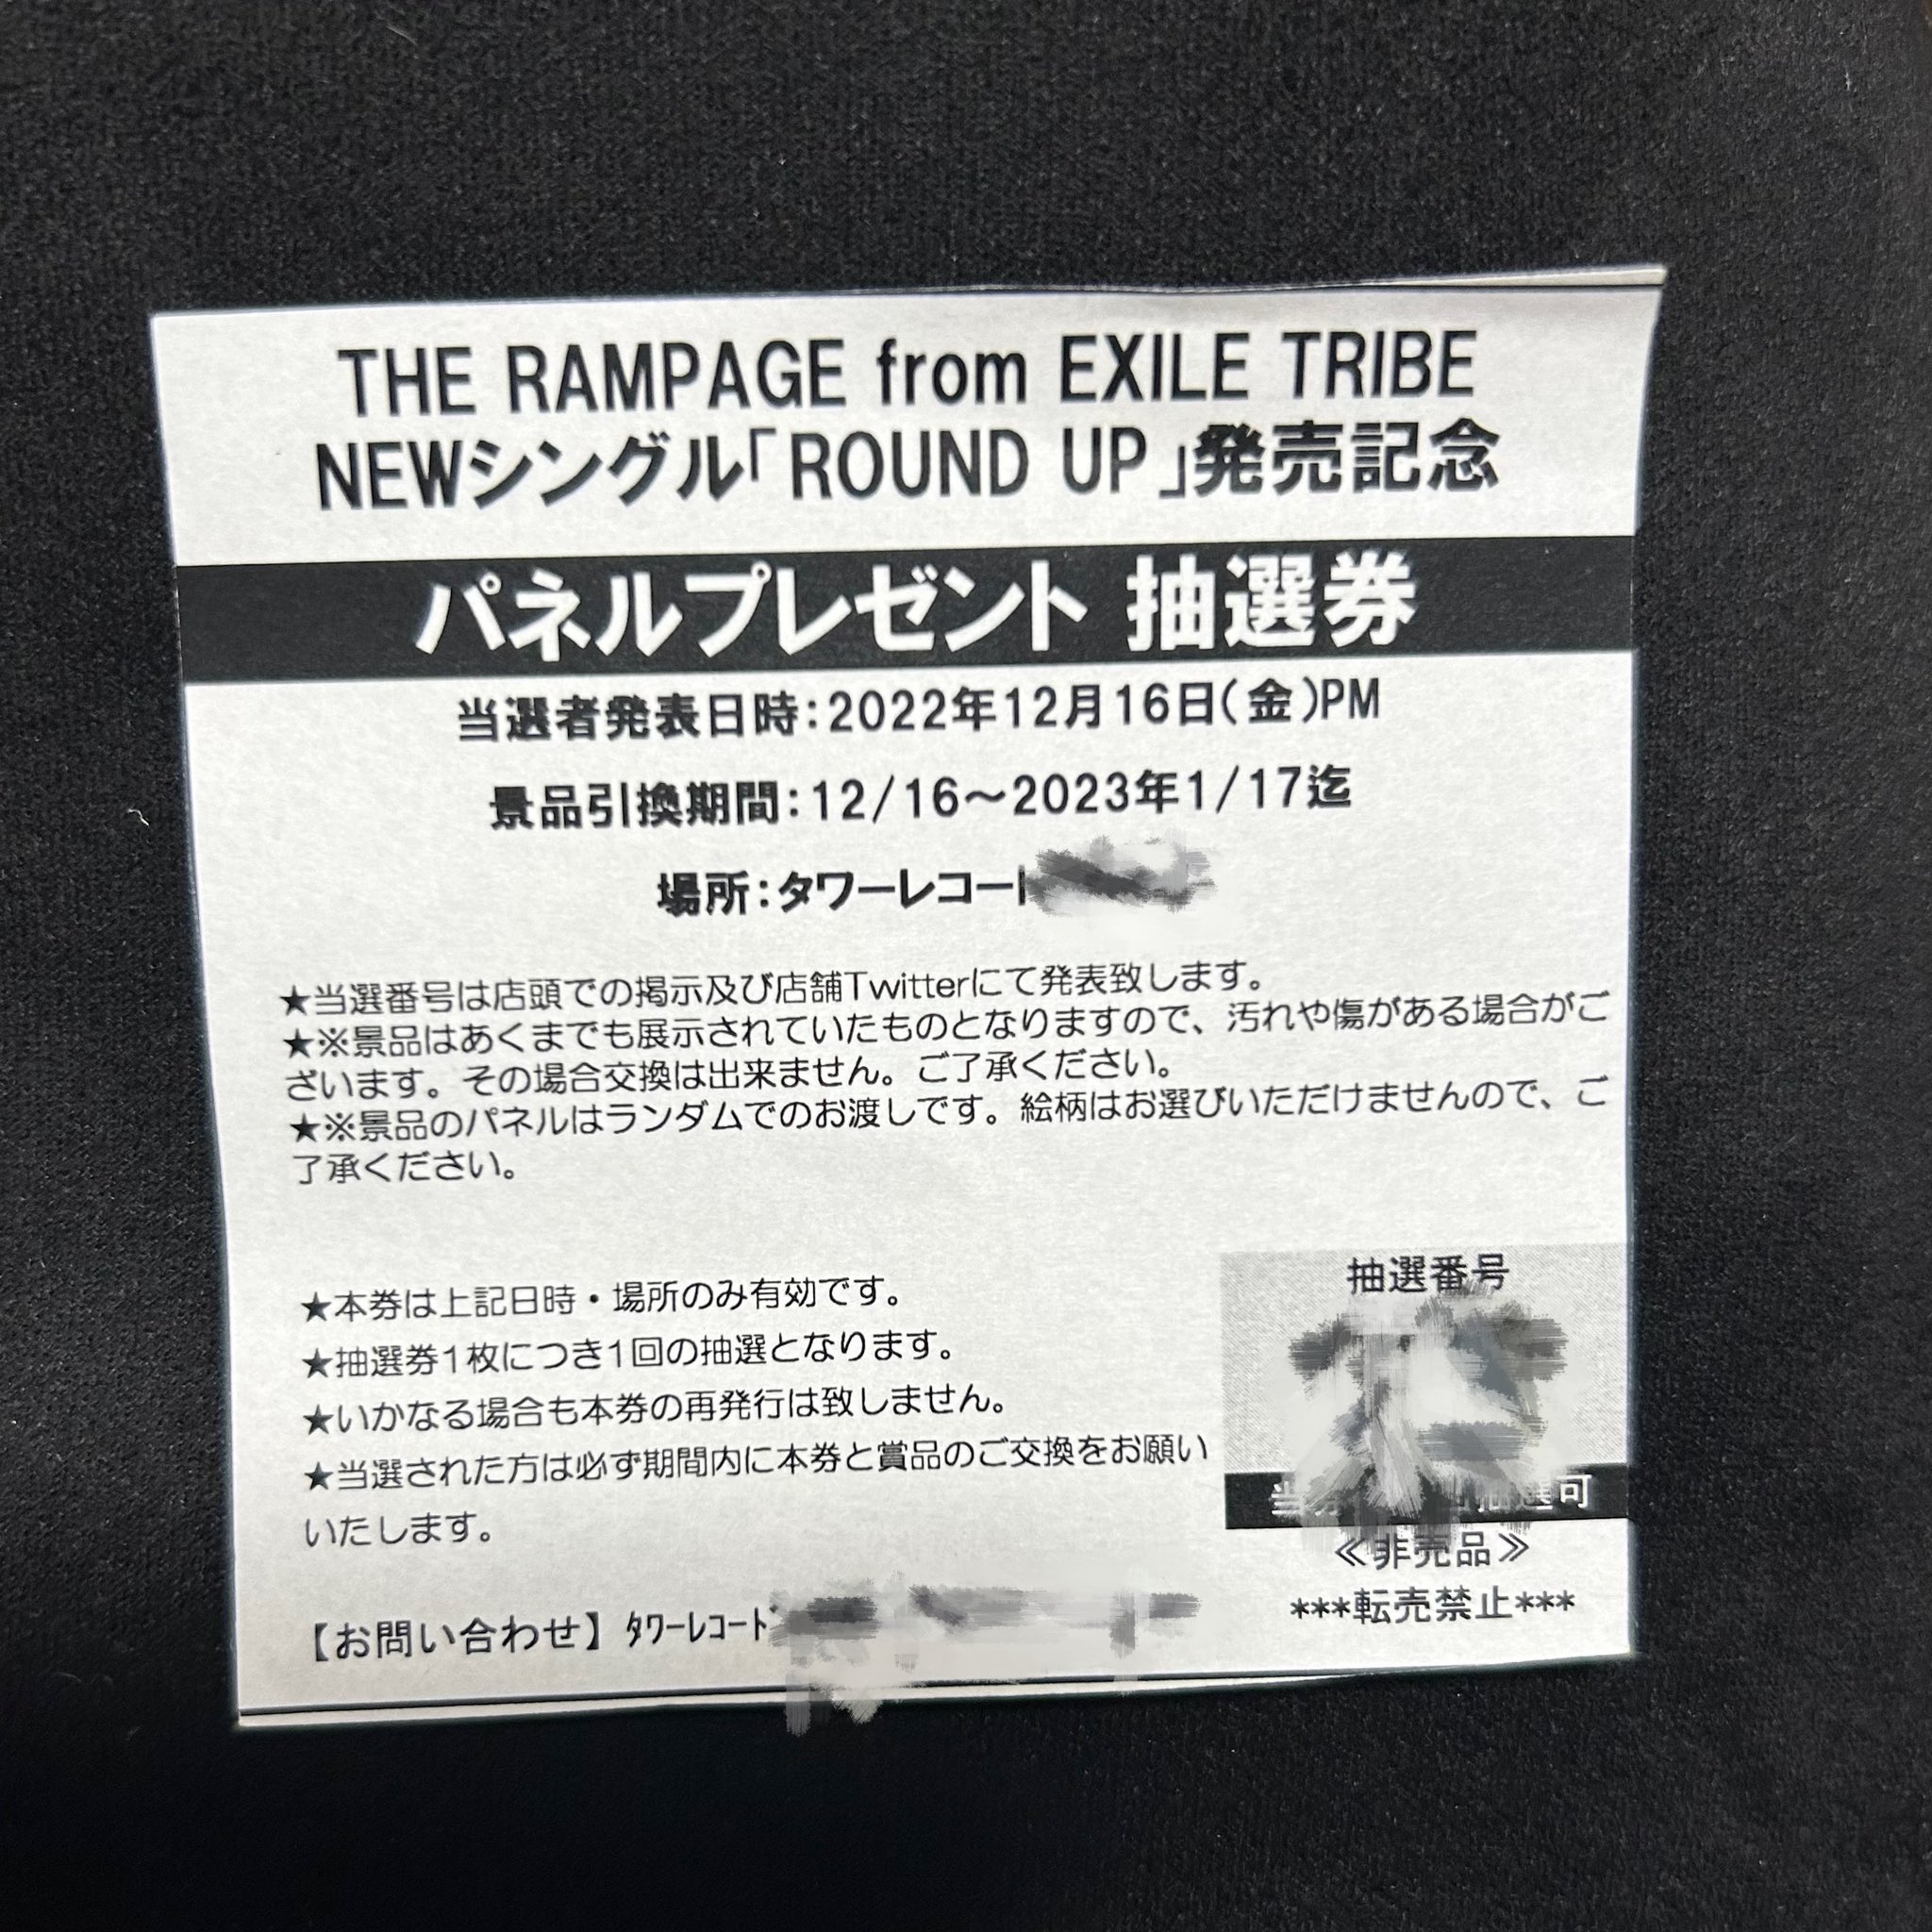 THE RAMPAGE from EXILE TRIBE
NEWシングル「ROUND UP」発売記念
パネルプレゼント 抽選券
当選者発表日時:2022年12月16日(金)PM
景品引換期間:12/16～2023年1/17迄
場所:タワーレコード
★当選番号は店頭での掲示及び店舗Twitterにて発表致します。
★※景品はあくまでも展示されていたものとなりますので、汚れや傷がある場合がご
ざいます。その場合交換は出来ません。ご了承ください。
★※景品のパネルはランダムでのお渡しです。絵柄はお選びいただけませんので、ご
了承ください。
★本券は上記日時・場所のみ有効です。
★抽選券1枚につき1回の抽選となります。
★いかなる場合も本券の再発行は致しません。
★当選された方は必ず期間内に本券と賞品のご交換をお願い
いたします。
【お問い合わせ】ﾀﾜｰﾚｺｰﾄﾞ
抽選番号
≪非売品≫
***転売禁止***